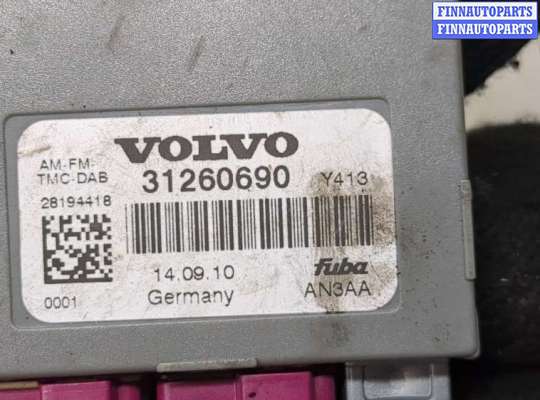 FINNAUTOPARTS
FINNAUTOPARTS
VOLVO
AM-FM-
TMC-DAB
31260690
Y413
28194418
14.09.10
fuba
0001
Germany
AN3AA